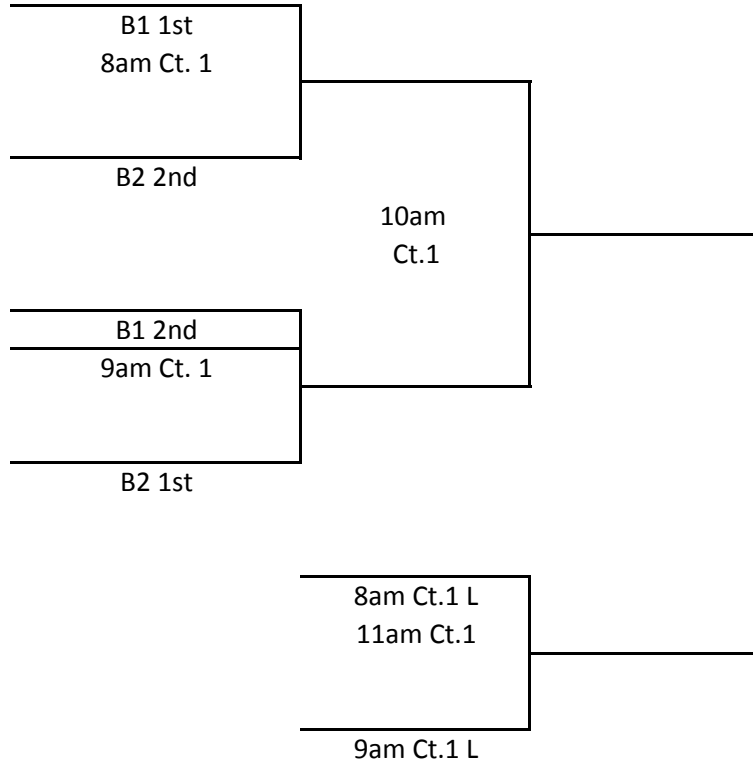 B1 1st
8am Ct. 1
B2 2nd
10am
Ct.1
B1 2nd
9am Ct. 1
B2 1st
8am Ct.1 L
11am Ct.1
9am Ct.1 L